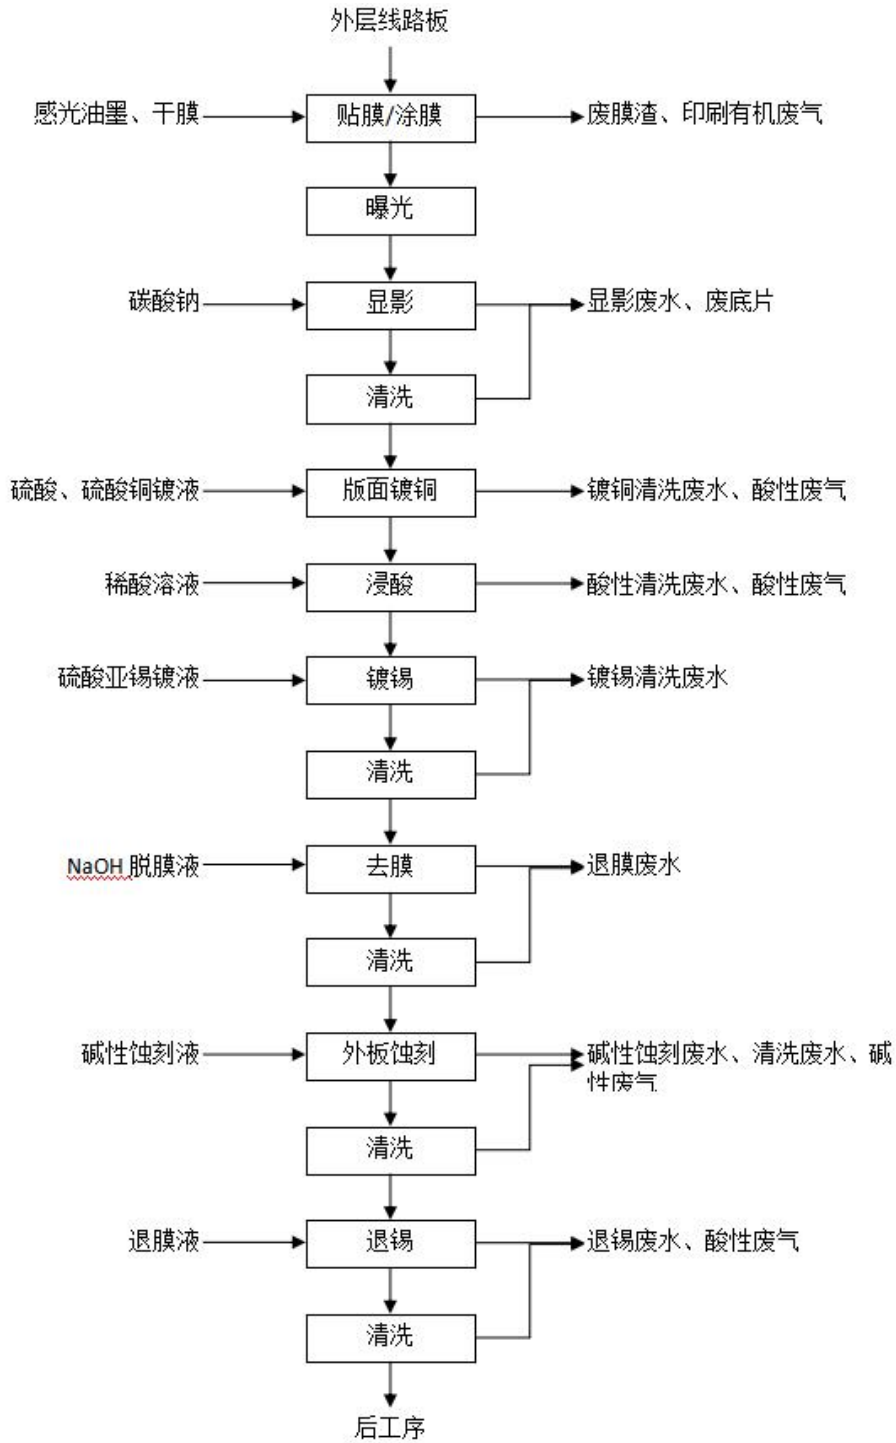 外层线路板
感光油墨、干膜
贴膜/涂膜
废膜渣、印刷有机废气
曝光
碳酸钠
显影
显影废水、废底片
清洗
硫酸、硫酸铜镀液
版面镀铜
镀铜清洗废水、酸性废气
稀酸溶液
浸酸
酸性清洗废水、酸性废气
硫酸亚锡镀液
镀锡
镀锡清洗废水
清洗
NaOH 脱膜液
去膜
退膜废水
清洗
碱性蚀刻液
外板蚀刻
碱性蚀刻废水、清洗废水、碱
性废气
清洗
退膜液
退锡
退锡废水、酸性废气
清洗
后工序